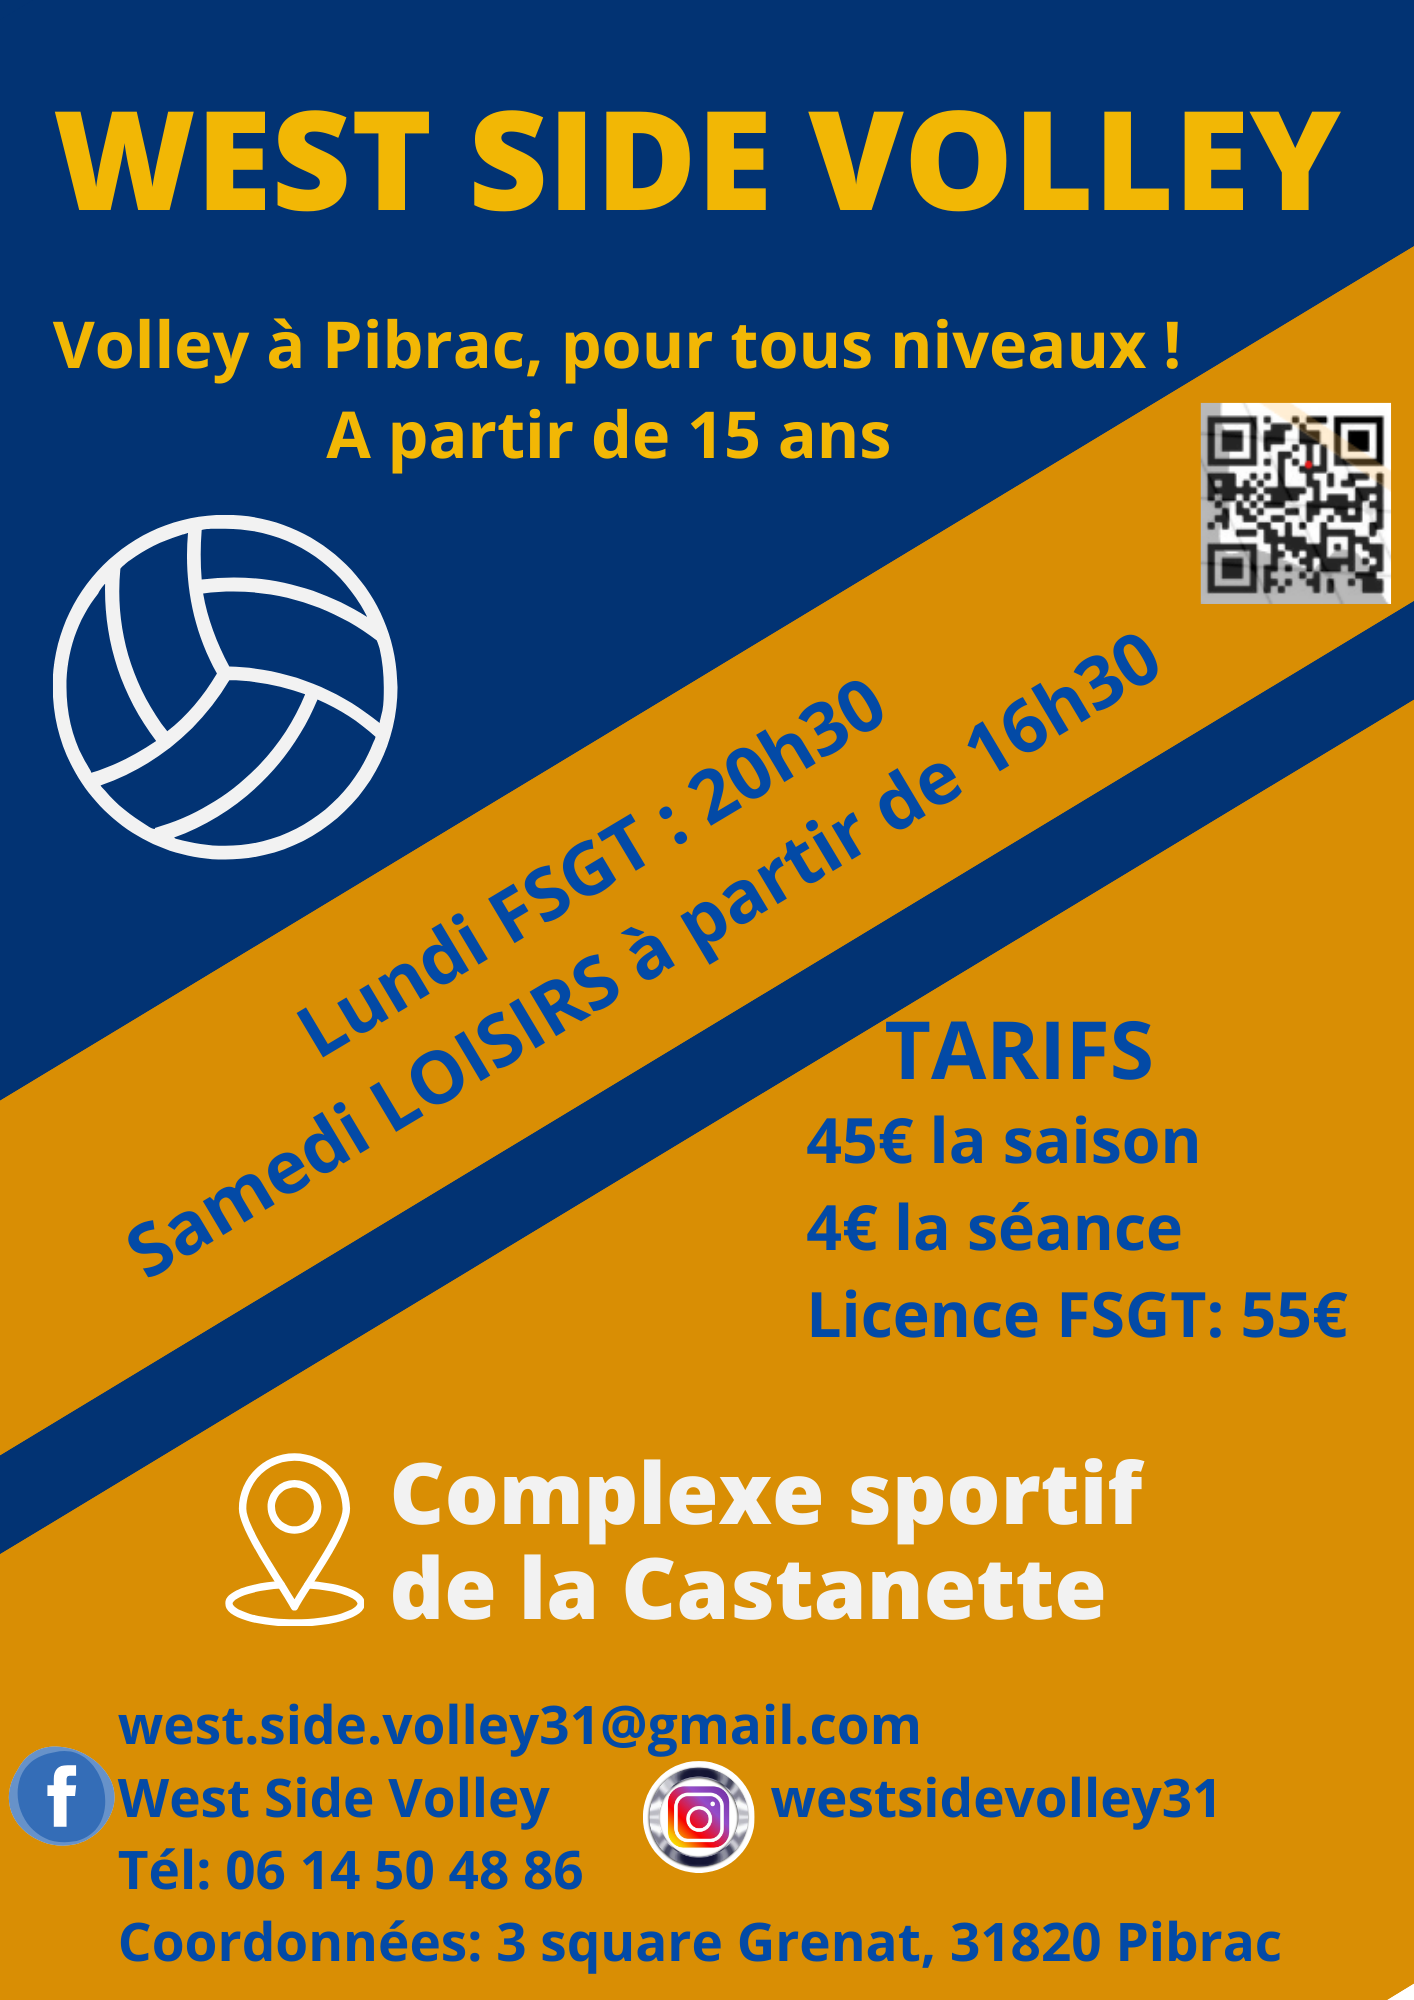 WEST SIDE VOLLEY
Volley à Pibrac, pour tous niveaux !
A partir de 15 ans
Lundi FSGT : 20h30
Samedi LOISIRS à partir de 16h30
TARIFS
45€ la saison
4€ la séance
Licence FSGT: 55€
Complexe sportif
de la Castanette
west.side.volley31@gmail.com
West Side Volley
westsidevolley31
Tél: 06 14 50 48 86
Coordonnées: 3 square Grenat, 31820 Pibrac